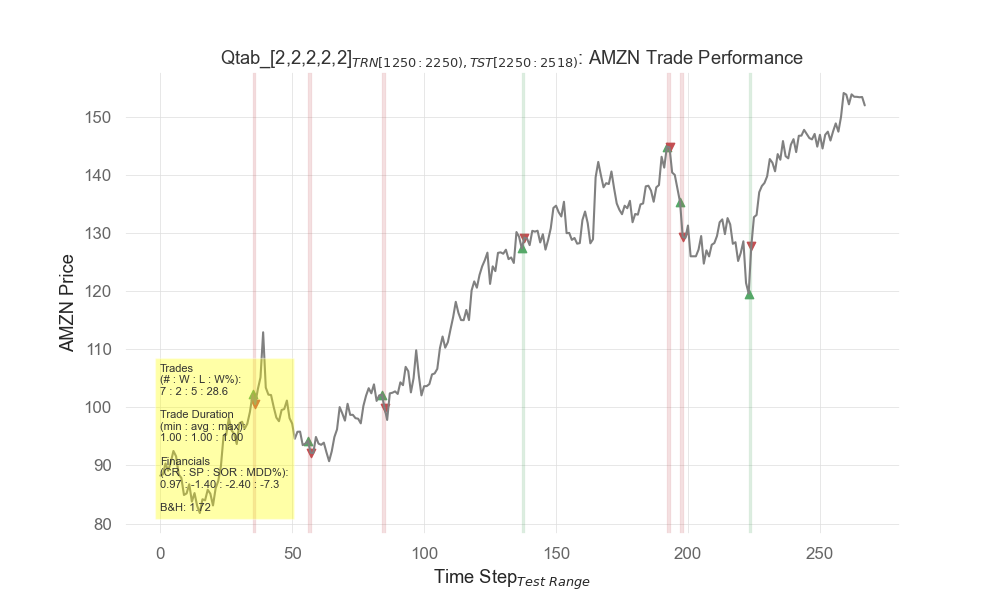 Qtab_[2,2,2,2,2]TRN[1250:2250),TST[2250:2518): AMZN Trade Performance
AMZN Price
150
140
130
120
110
100
90
80
Trades
(# : W : L : W%):
7 : 2 : 5 : 28.6
Trade Duration
(min : avg : max):
1.00 : 1.00 : 1.00
Financials
(CR : SP : SOR : MDD%):
0.97 : -1.40 : -2.40 : -7.3
B&H: 1.72
0 50 100 150 200 250
Time Step Test Range